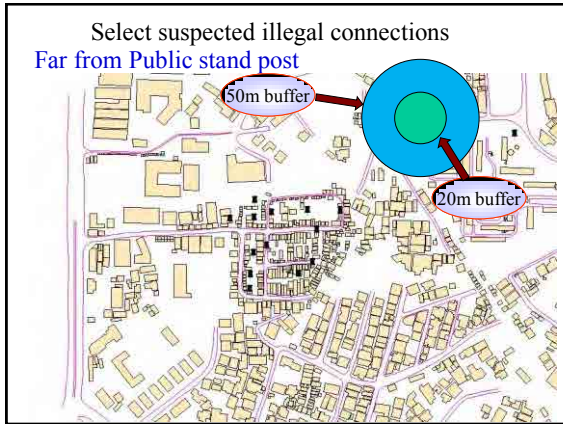 Select suspected illegal connections
Far from Public stand post
50m buffer
20m buffer